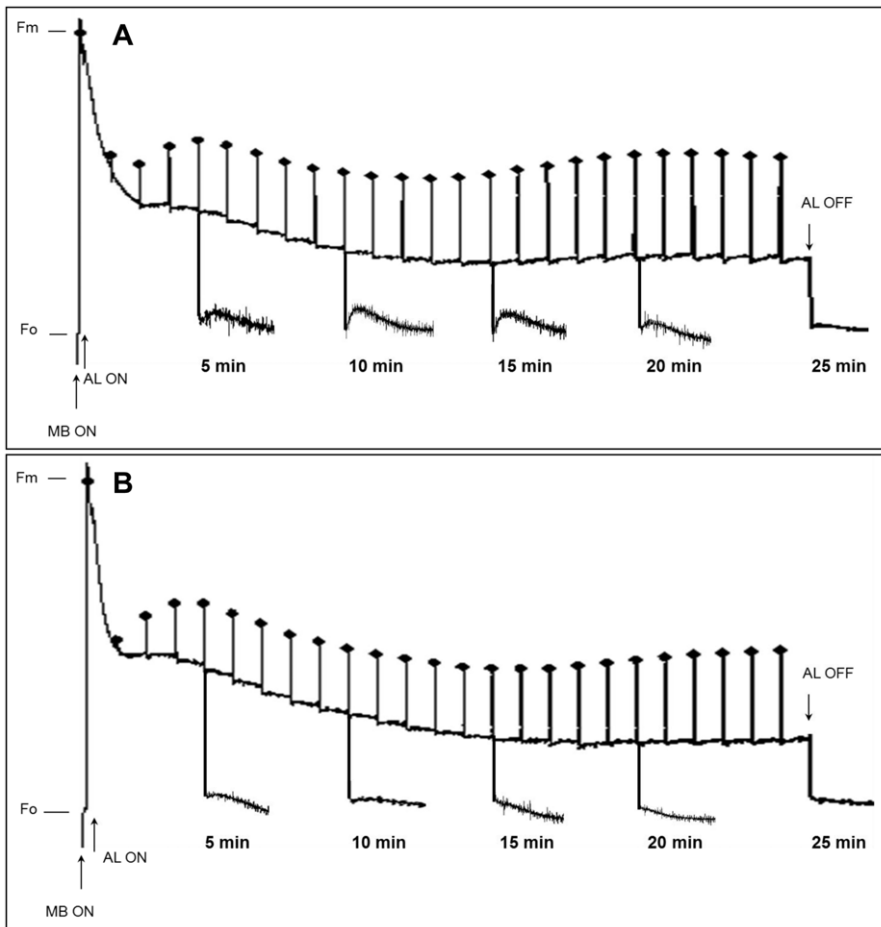 Fm
A
AL OFF
Fo
5 min
10 min
15 min
20 min
25 min
AL ON
MB ON
Fm
B
AL OFF
Fo
5 min
10 min
15 min
20 min
25 min
AL ON
MB ON